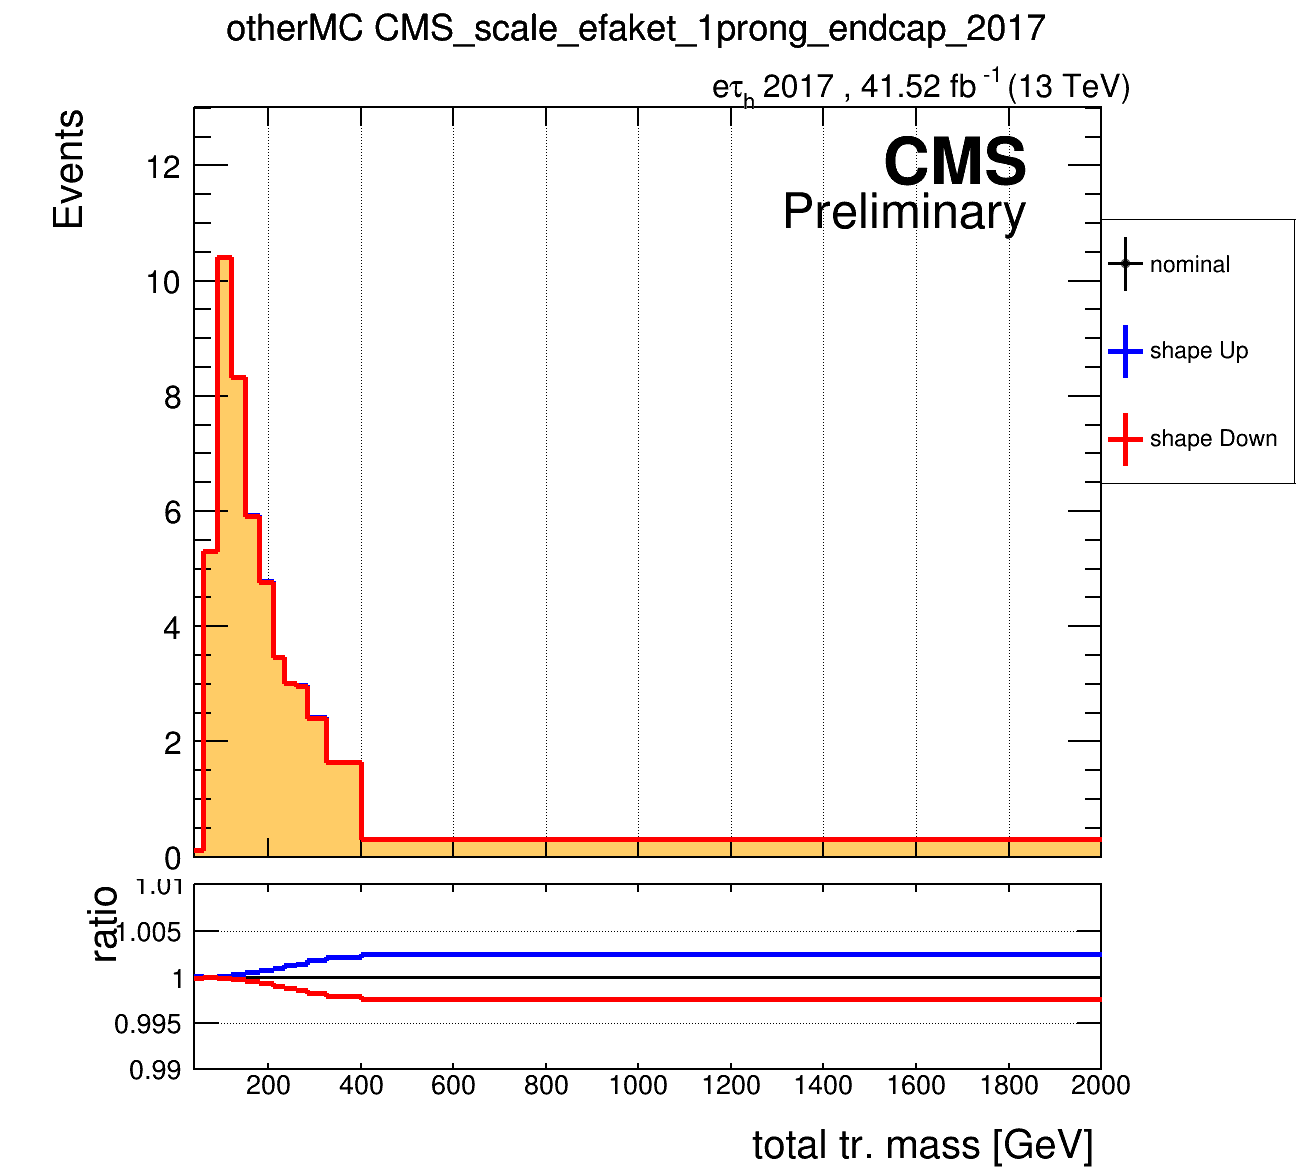 otherMC CMS_scale_efaket_1prong_endcap_2017
eτh 2017 , 41.52 fb -1 (13 TeV)
Events
CMS
Preliminary
12
10
8
6
4
2
0
nominal
shape Up
shape Down
ratio
1.01
1.005
1
0.995
0.99
200 400 600 800 1000 1200 1400 1600 1800 2000
total tr. mass [GeV]